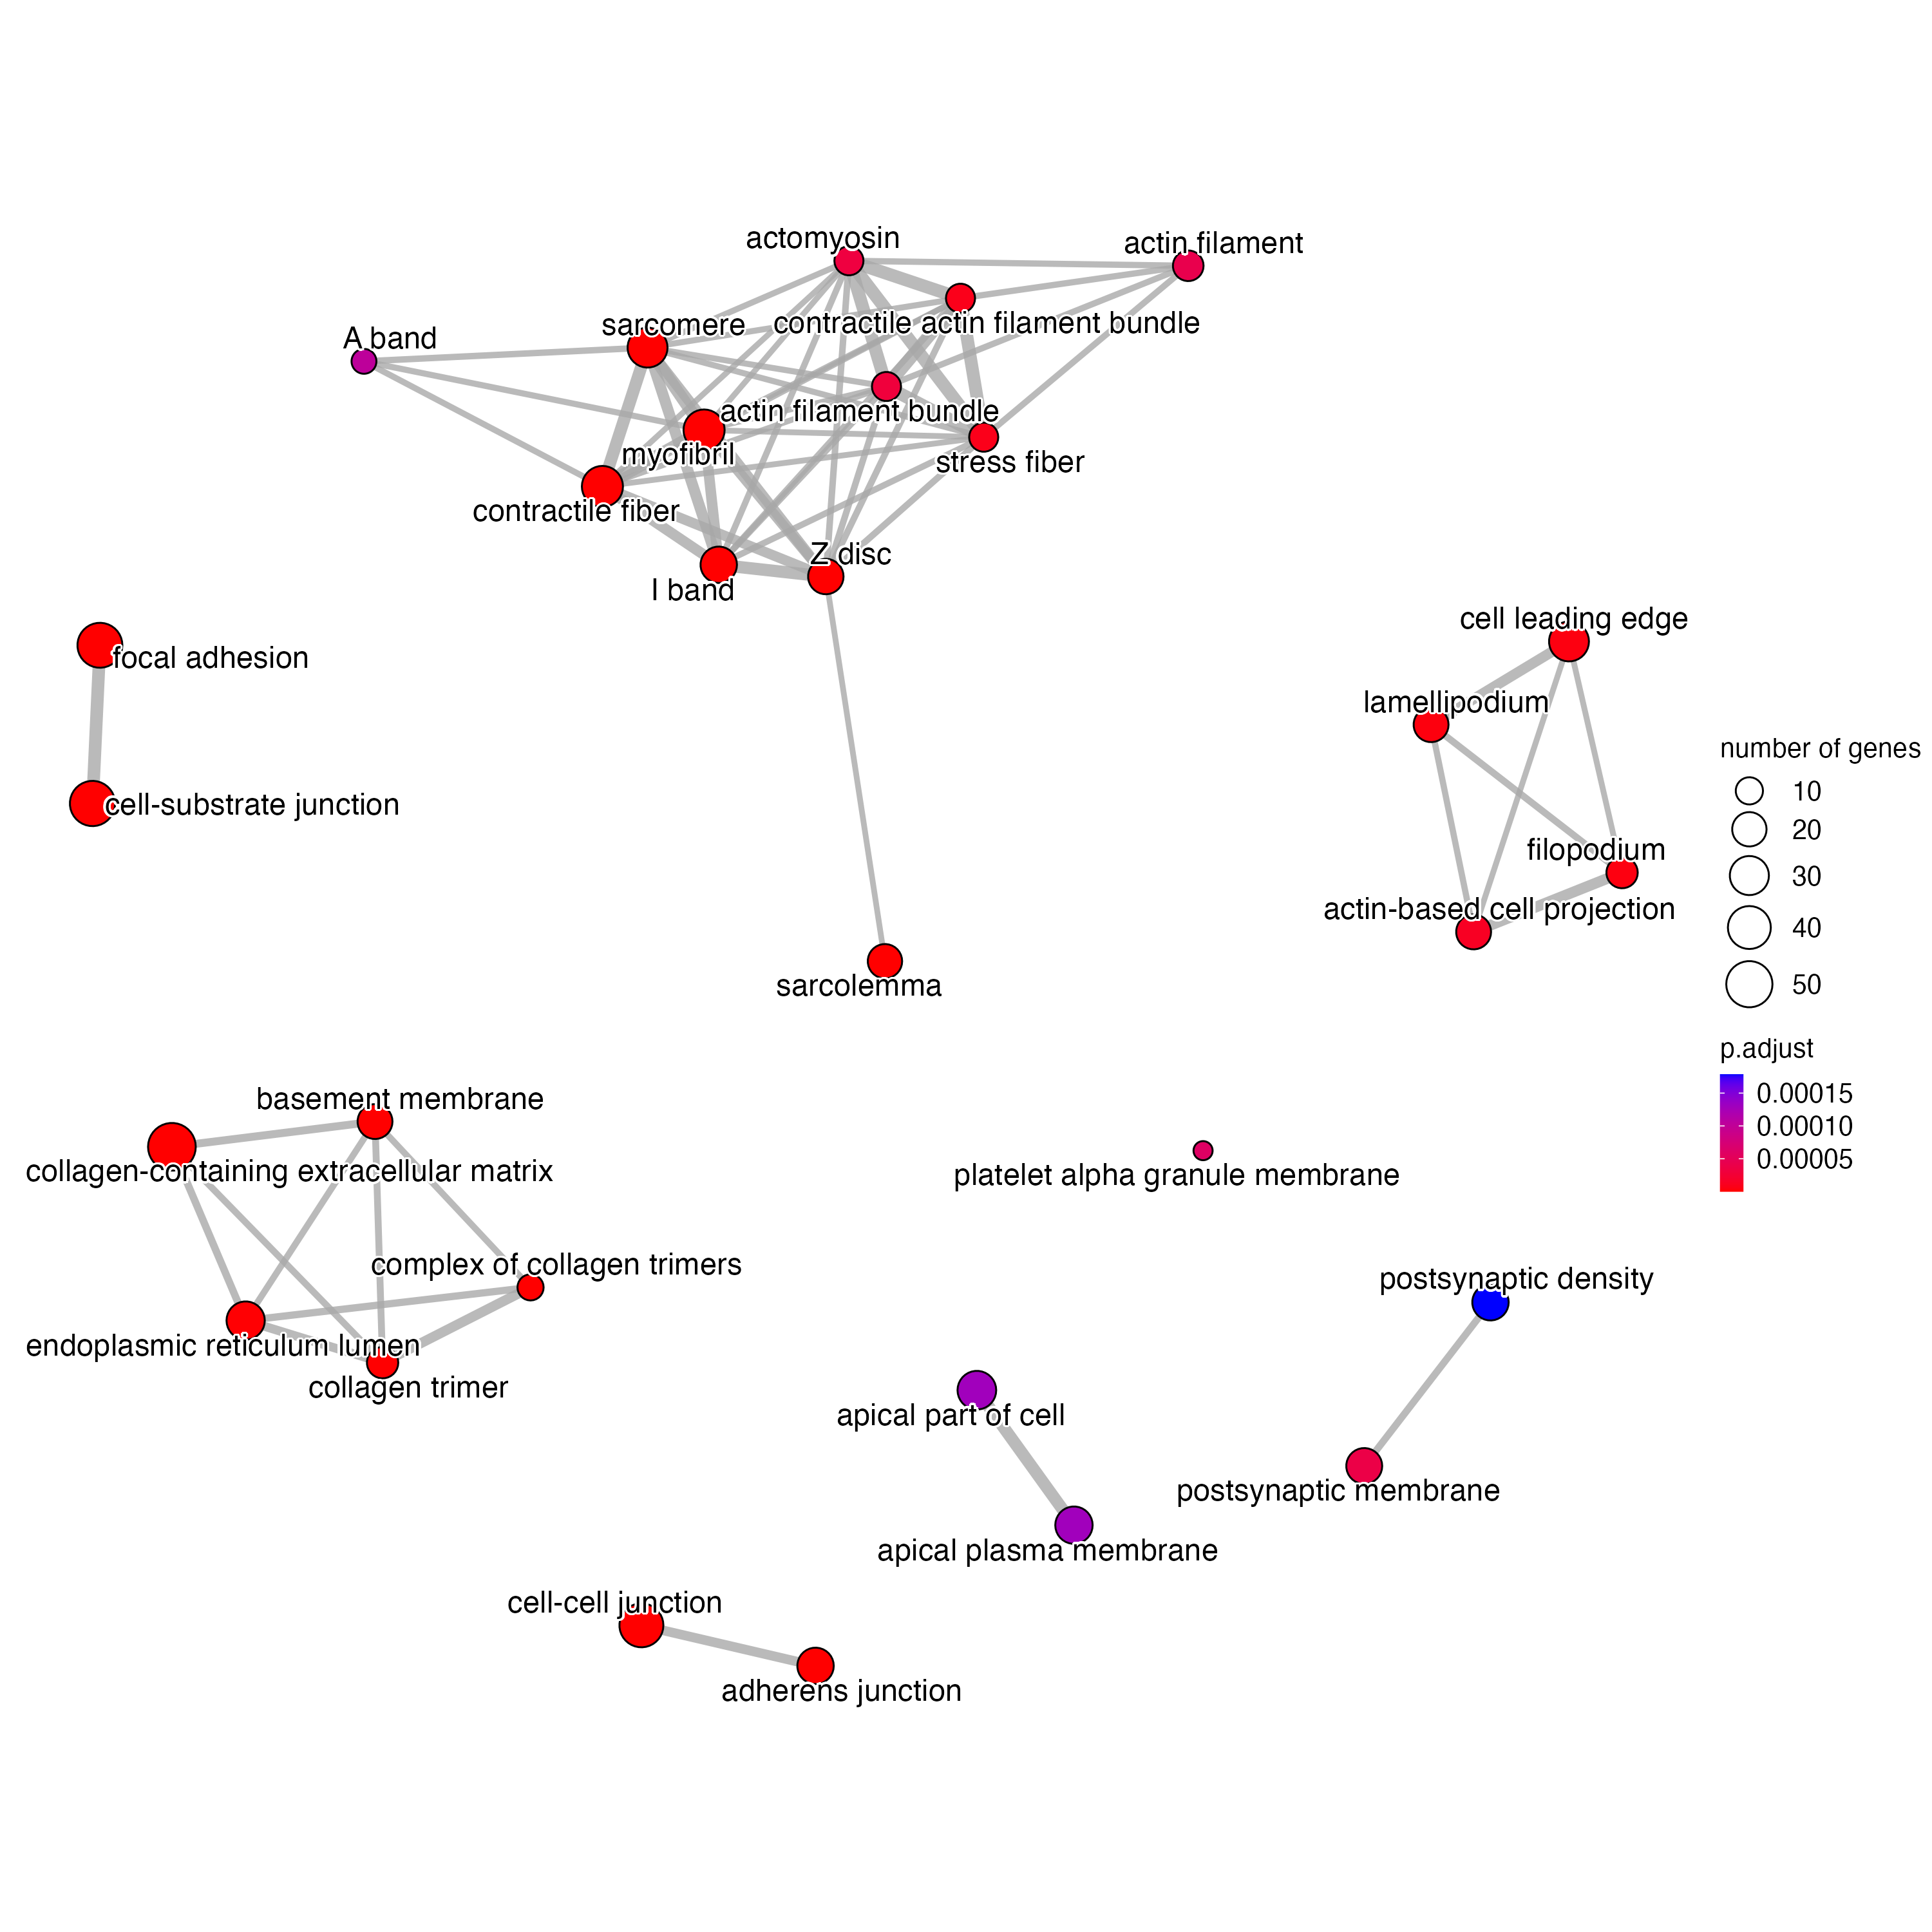 actomyosin
actin filament
contractile actin filament bundle
sarcomere
A band
actin filament bundle
myofibril
stress fiber
contractile fiber
Z disc
I band
cell leading edge
focal adhesion
lamellipodium
number of genes
10
cell-substrate junction
20
filopodium
30
actin-based cell projection
40
sarcolemma
50
p.adjust
0.00015
basement membrane
0.00010
0.00005
collagen-containing extracellular matrix
platelet alpha granule membrane
complex of collagen trimers
postsynaptic density
endoplasmic reticulum lumen
collagen trimer
apical part of cell
postsynaptic membrane
apical plasma membrane
cell-cell junction
adherens junction